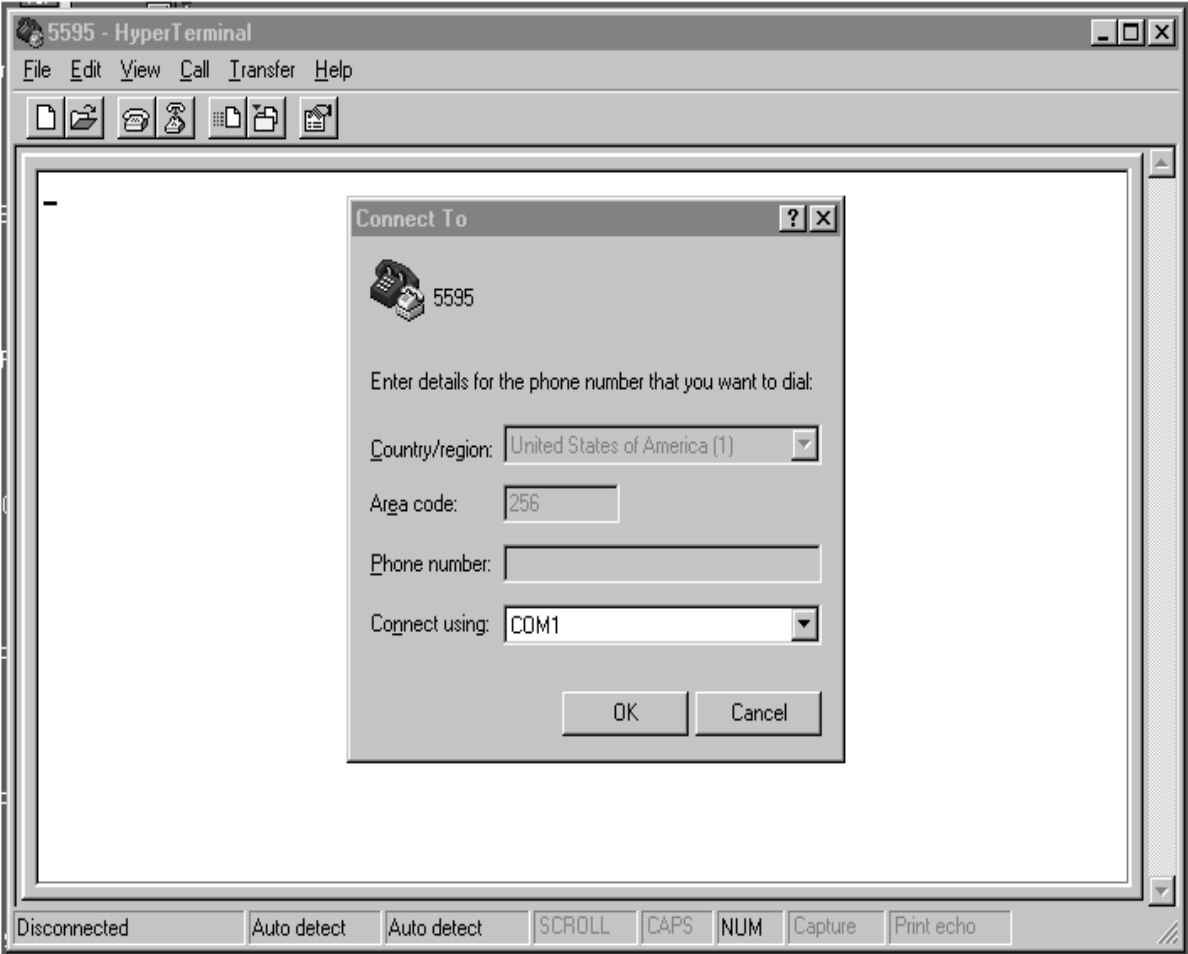 5595 - HyperTerminal
File Edit View Call Transfer Help
Connect To
?
5595
Enter details for the phone number that you want to dial:
Country/region: United States of America (1)
Area code: 256
Phone number:
Connect using: COM1
OK Cancel
Disconnected Auto detect Auto detect SCROLL CAPS NUM Capture Print echo